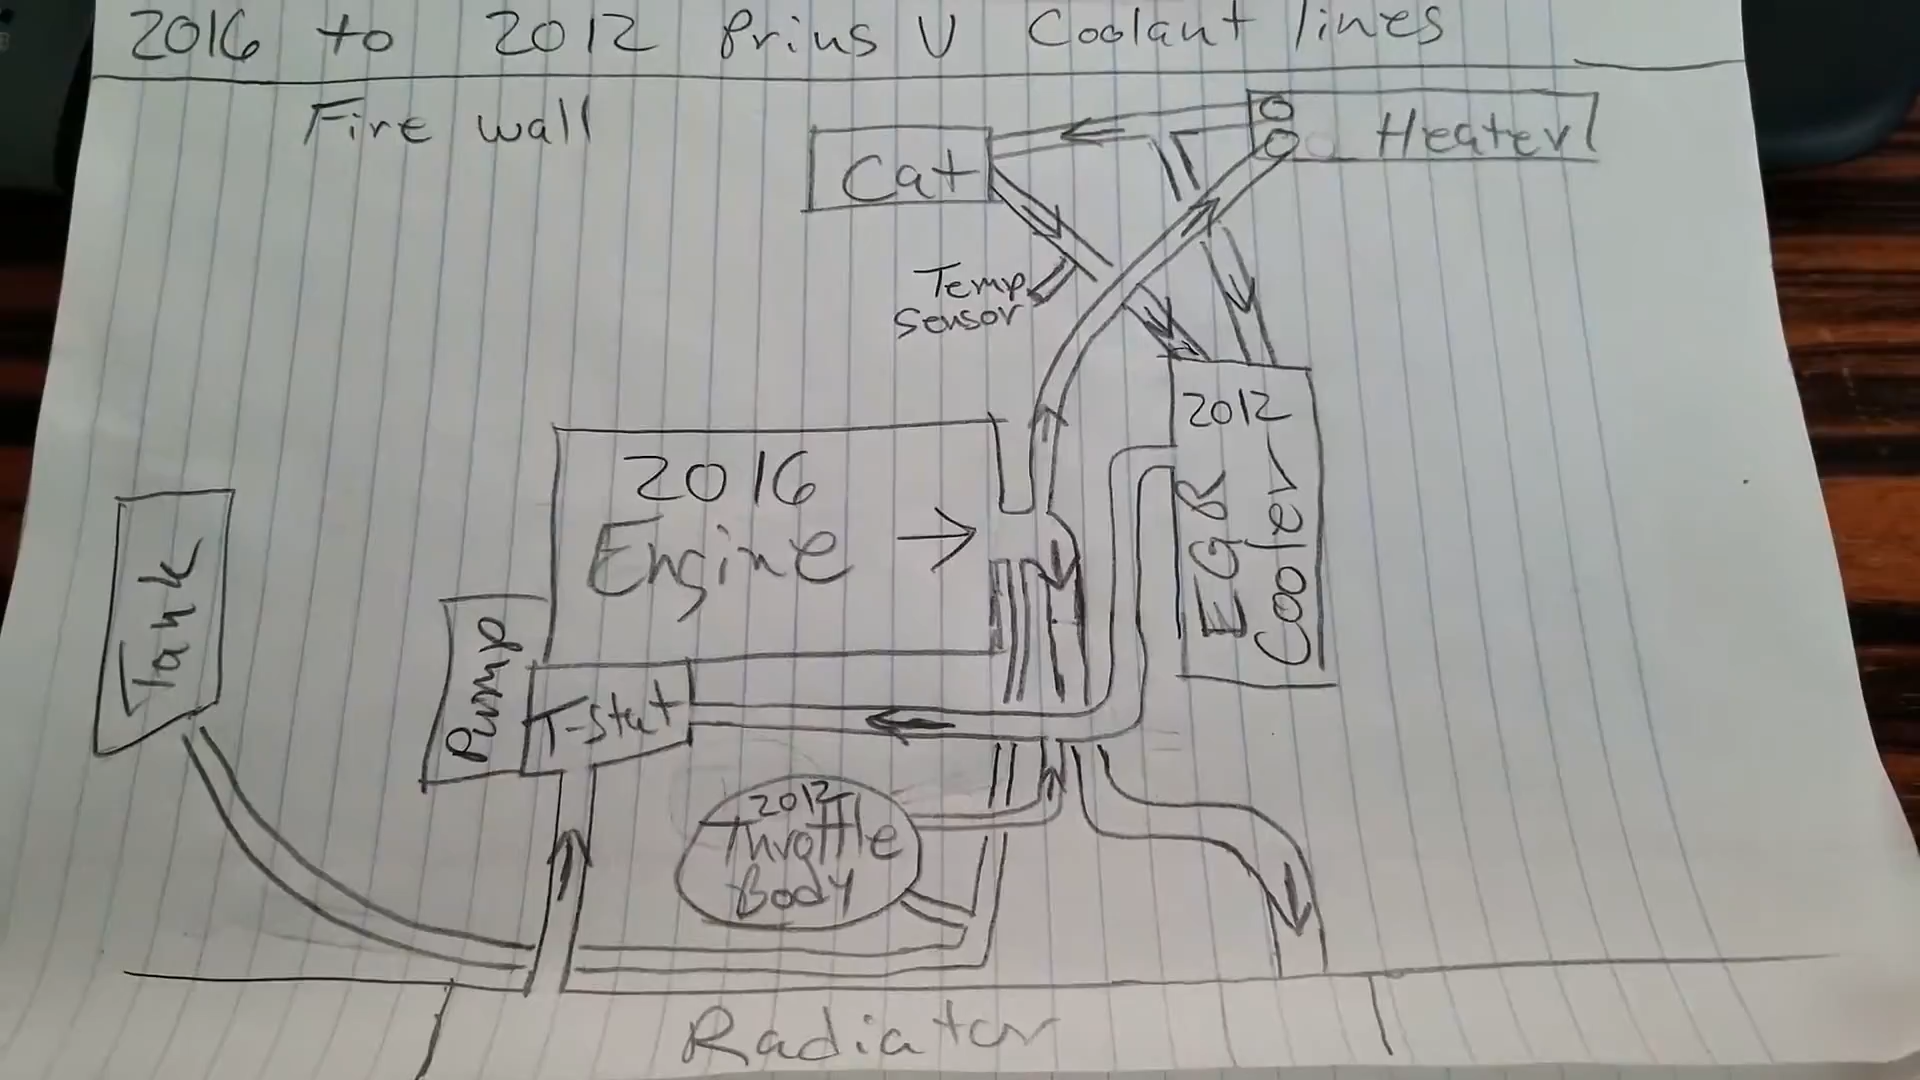 2016 to 2012 Prius V Coolant lines
Fire wall
Cat
Heater
Temp
Sensor
2012
EGR
Cooler
2016
Engine
Tank
Pump
T-stat
2012
Throttle
Body
Radiator